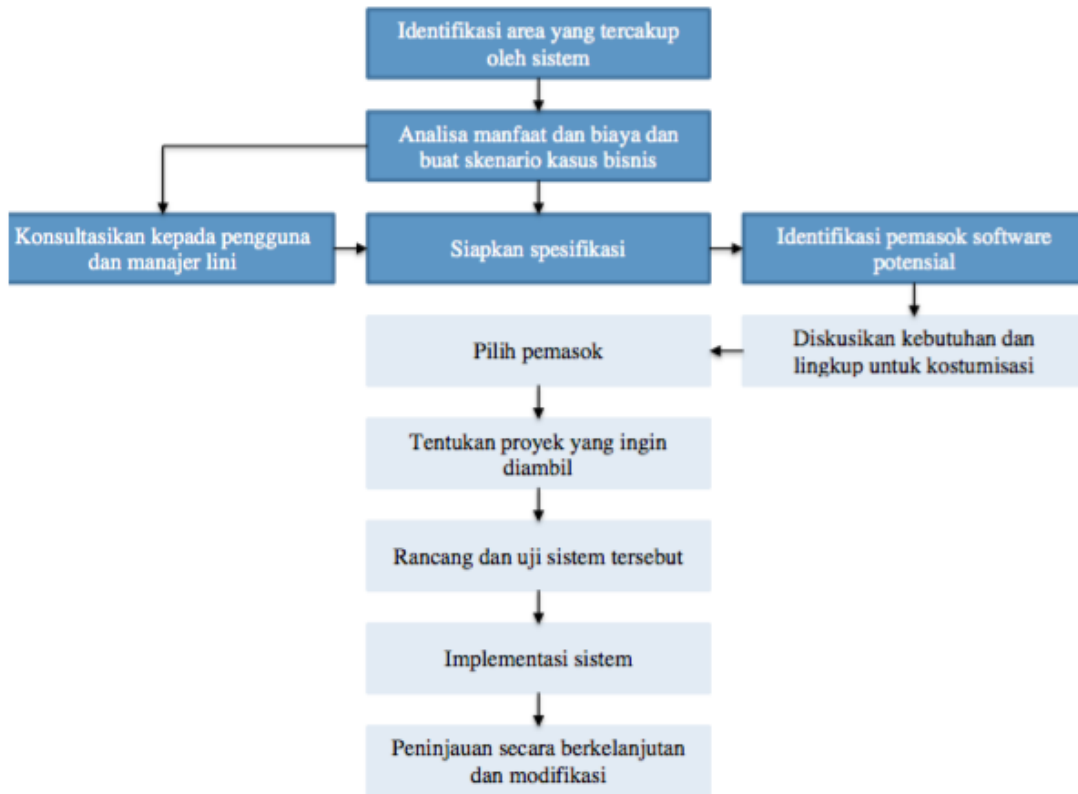 Identifikasi area yang tercakup
oleh sistem
Analisa manfaat dan biaya dan
buat skenario kasus bisnis
Konsultasikan kepada pengguna
dan manajer lini
Siapkan spesifikasi
Identifikasi pemasok software
potensial
Diskusikan kebutuhan dan
lingkup untuk kostumisasi
Pilih pemasok
Tentukan proyek yang ingin
diambil
Rancang dan uji sistem tersebut
Implementasi sistem
Peninjauan secara berkelanjutan
dan modifikasi